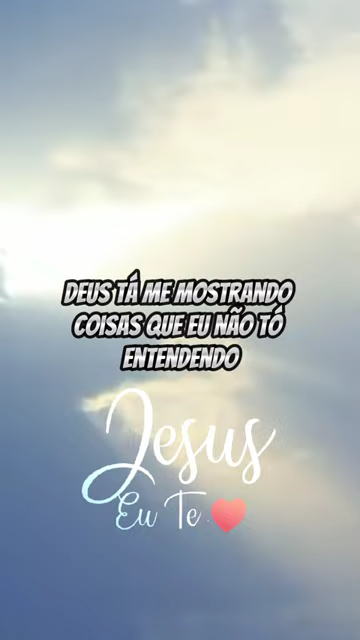 DEUS TÁ ME MOSTRANDO
COISAS QUE EU NÃO TÔ
ENTENDENDO
Jesus
Eu Te ❤